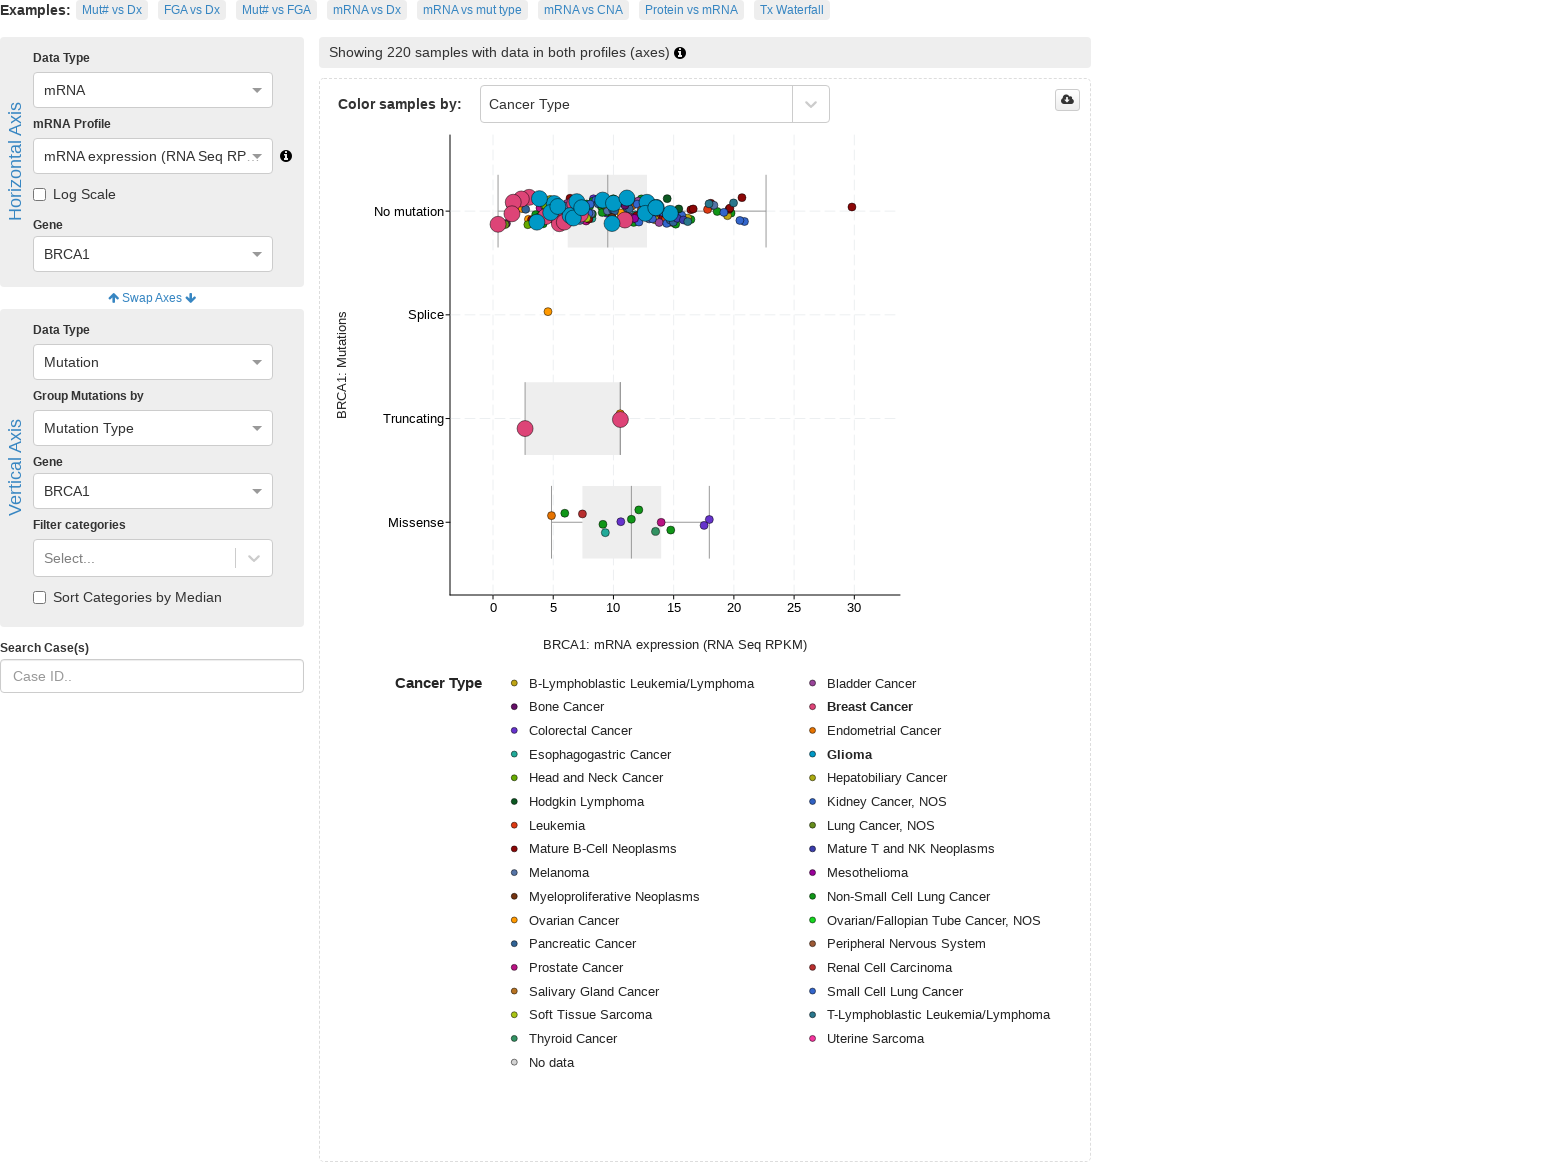 Examples: Mut# vs Dx FGA vs Dx Mut# vs FGA mRNA vs Dx mRNA vs mut type mRNA vs CNA Protein vs mRNA Tx Waterfall
Horizontal Axis
Data Type
mRNA
mRNA Profile
mRNA expression (RNA Seq RP...
Log Scale
Gene
BRCA1
Swap Axes
Vertical Axis
Data Type
Mutation
Group Mutations by
Mutation Type
Gene
BRCA1
Filter categories
Select...
Sort Categories by Median
Search Case(s)
Case ID..
Showing 220 samples with data in both profiles (axes)
Color samples by: Cancer Type
BRCA1: Mutations
No mutation
Splice
Truncating
Missense
0 5 10 15 20 25 30
BRCA1: mRNA expression (RNA Seq RPKM)
Cancer Type
B-Lymphoblastic Leukemia/Lymphoma Bladder Cancer
Bone Cancer Breast Cancer
Colorectal Cancer Endometrial Cancer
Esophagogastric Cancer Glioma
Head and Neck Cancer Hepatobiliary Cancer
Hodgkin Lymphoma Kidney Cancer, NOS
Leukemia Lung Cancer, NOS
Mature B-Cell Neoplasms Mature T and NK Neoplasms
Melanoma Mesothelioma
Myeloproliferative Neoplasms Non-Small Cell Lung Cancer
Ovarian Cancer Ovarian/Fallopian Tube Cancer, NOS
Pancreatic Cancer Peripheral Nervous System
Prostate Cancer Renal Cell Carcinoma
Salivary Gland Cancer Small Cell Lung Cancer
Soft Tissue Sarcoma T-Lymphoblastic Leukemia/Lymphoma
Thyroid Cancer Uterine Sarcoma
No data